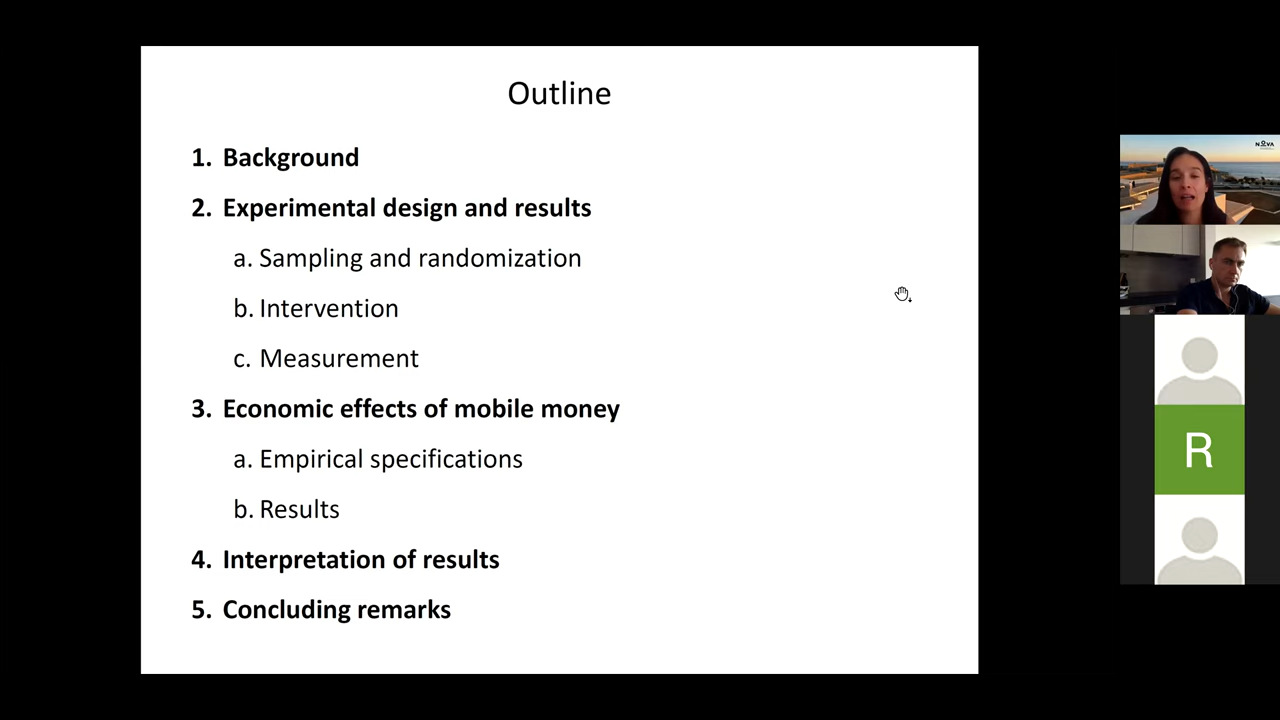 Outline
1. Background
2. Experimental design and results
a. Sampling and randomization
b. Intervention
c. Measurement
3. Economic effects of mobile money
a. Empirical specifications
b. Results
4. Interpretation of results
5. Concluding remarks
NOVA
R